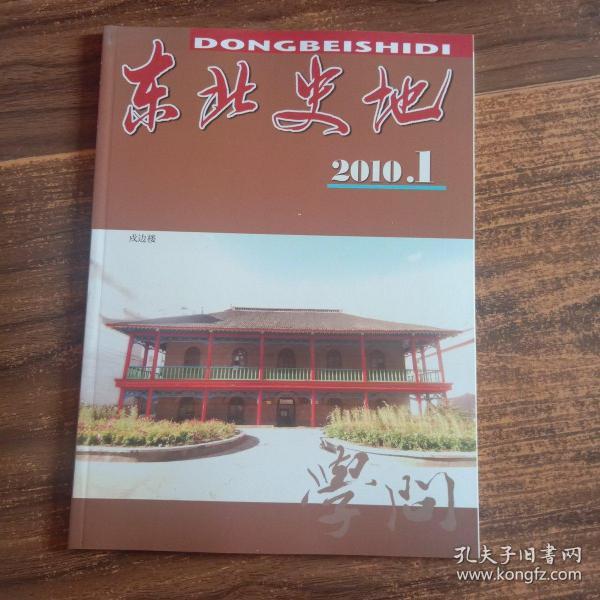 DONGBEISHIDI
东北史地
2010.1
戍边楼
學问
孔夫子旧书网
www.kongfz.com